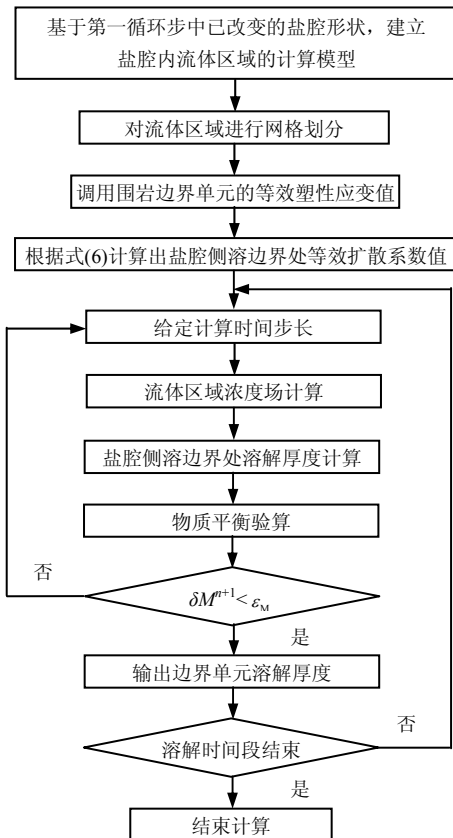 基于第一循环步中已改变的盐腔形状，建立
盐腔内流体区域的计算模型
对流体区域进行网格划分
调用围岩边界单元的等效塑性应变值
根据式(6)计算出盐腔侧溶边界处等效扩散系数值
给定计算时间步长
流体区域浓度场计算
盐腔侧溶边界处溶解厚度计算
物质平衡验算
否
δMⁿ⁺¹< ε_M
是
输出边界单元溶解厚度
否
溶解时间段结束
是
结束计算